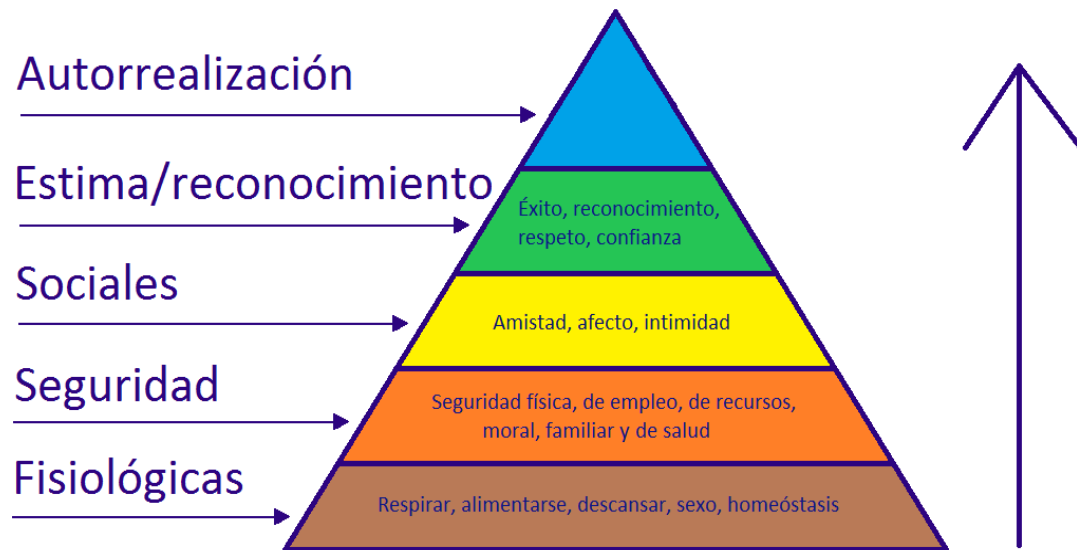 Autorrealización
Estima/reconocimiento
Éxito, reconocimiento,
respeto, confianza
Sociales
Amistad, afecto, intimidad
Seguridad
Seguridad física, de empleo, de recursos,
moral, familiar y de salud
Fisiológicas
Respirar, alimentarse, descansar, sexo, homeóstasis